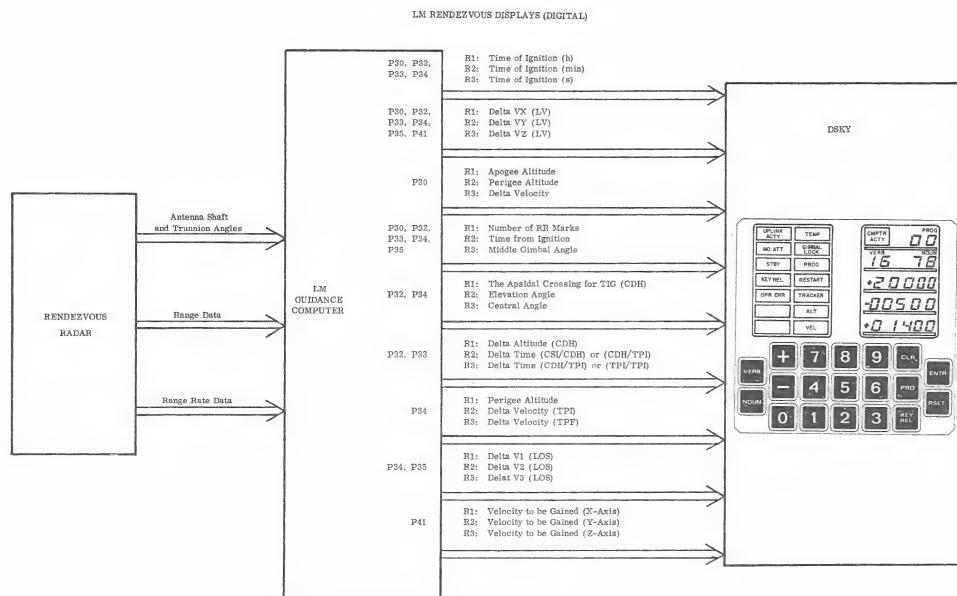 LM RENDEZVOUS DISPLAYS (DIGITAL)
RENDEZVOUS
RADAR
Antenna Shaft
and Trunnion Angles
Range Data
Range Rate Data
LM
GUIDANCE
COMPUTER
P30, P32, R1: Time of Ignition (h)
P33, P34 R2: Time of Ignition (min)
R3: Time of Ignition (s)
P30, P32, R1: Delta VX (LV)
P33, P34, R2: Delta VY (LV)
P35, P41 R3: Delta VZ (LV)
R1: Apogee Altitude
P30 R2: Perigee Altitude
R3: Delta Velocity
P30, P32, R1: Number of RR Marks
P33, P34, R2: Time from Ignition
P35 R3: Middle Gimbal Angle
R1: The Apsidal Crossing for TIG (CDH)
P32, P34 R2: Elevation Angle
R3: Central Angle
R1: Delta Altitude (CDH)
P32, P33 R2: Delta Time (CSI/CDH) or (CDH/TPI)
R3: Delta Time (CDH/TPI) or (TPI/TPI)
R1: Perigee Altitude
P34 R2: Delta Velocity (TPI)
R3: Delta Velocity (TPF)
R1: Delta V1 (LOS)
P34, P35 R2: Delta V2 (LOS)
R3: Delat V3 (LOS)
R1: Velocity to be Gained (X-Axis)
P41 R2: Velocity to be Gained (Y-Axis)
R3: Velocity to be Gained (Z-Axis)
DSKY
UPLINK ACTY TEMP
NO ATT GIMBAL LOCK
STBY PROG
KEY REL RESTART
OPR ERR TRACKER
ALT
VEL
CMPTR ACTY PROG 00
VERB NOUN
16 78
+20000
-00500
+01400
VERB + 7 8 9 CLR ENTR
NOUN - 4 5 6 PRO RSET
0 1 2 3 KEY REL